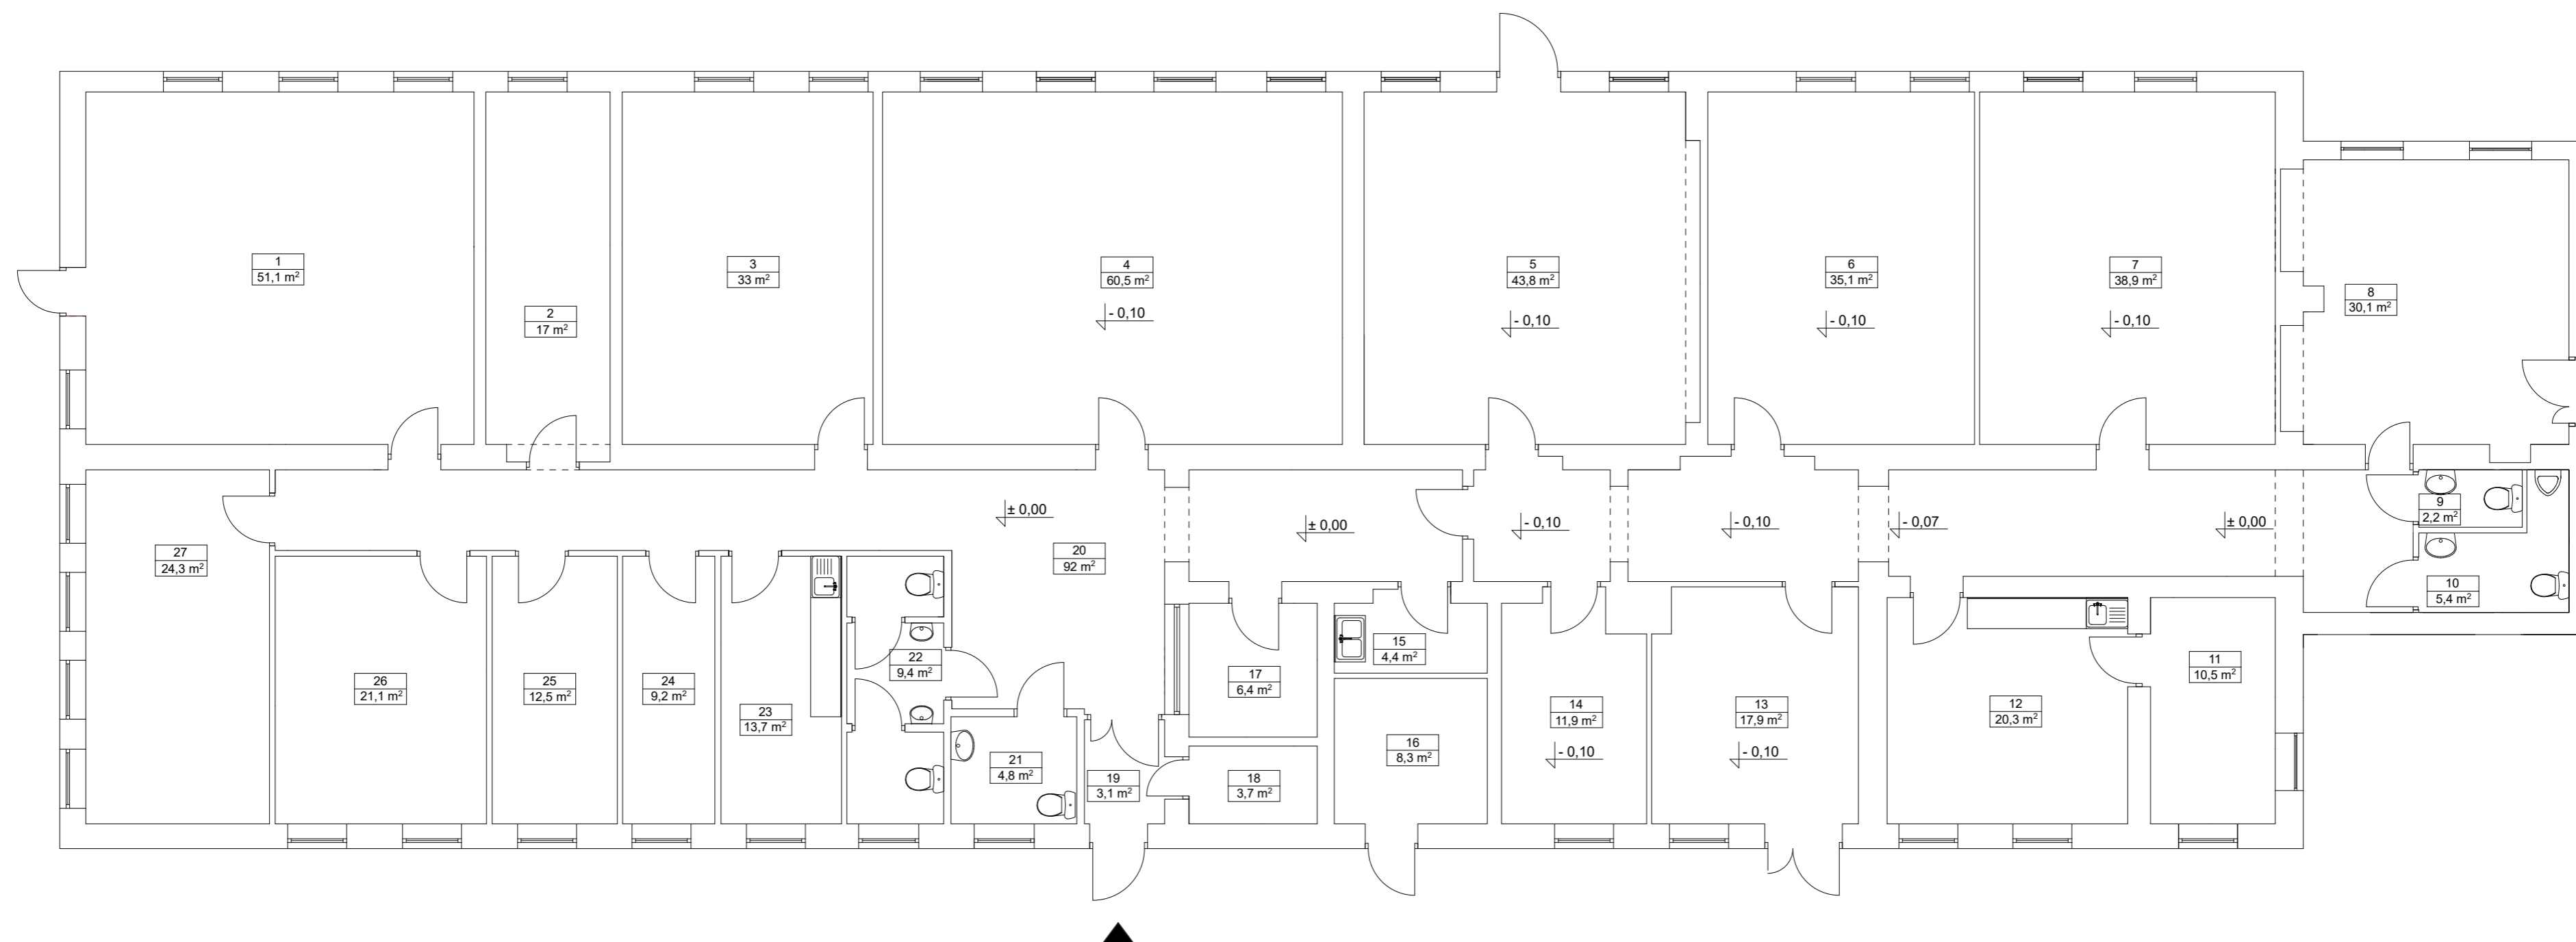 1
51,1 m²
2
17 m²
3
33 m²
4
60,5 m²
- 0,10
5
43,8 m²
- 0,10
6
35,1 m²
- 0,10
7
38,9 m²
- 0,10
8
30,1 m²
± 0,00
± 0,00
- 0,10
- 0,10
- 0,07
± 0,00
9
2,2 m²
10
5,4 m²
27
24,3 m²
20
92 m²
26
21,1 m²
25
12,5 m²
24
9,2 m²
23
13,7 m²
22
9,4 m²
21
4,8 m²
19
3,1 m²
18
3,7 m²
17
6,4 m²
15
4,4 m²
16
8,3 m²
14
11,9 m²
- 0,10
13
17,9 m²
- 0,10
12
20,3 m²
11
10,5 m²